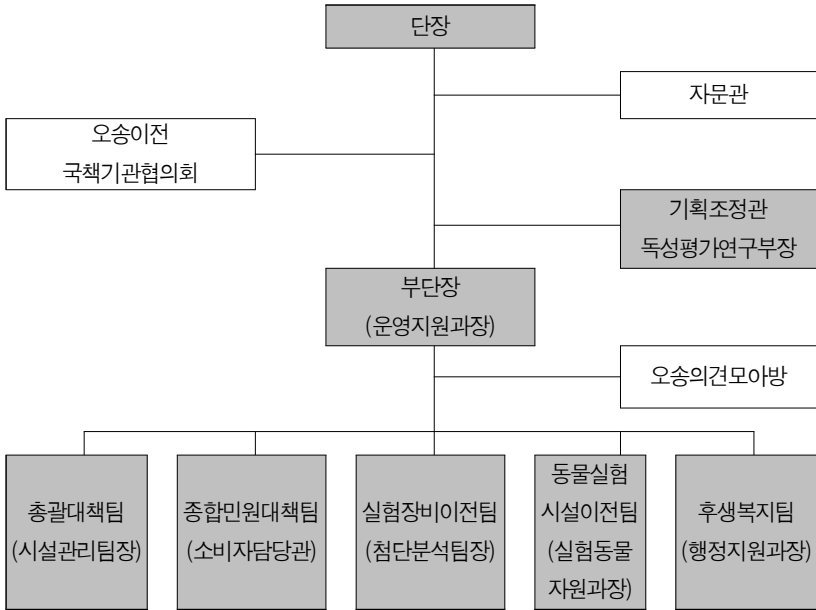 단장
자문관
오송이전
국책기관협의회
기획조정관
독성평가연구부장
부단장
(운영지원과장)
오송의견모아방
총괄대책팀
(시설관리팀장)
종합민원대책팀
(소비자담당관)
실험장비이전팀
(첨단분석팀장)
동물실험
시설이전팀
(실험동물
자원과장)
후생복지팀
(행정지원과장)